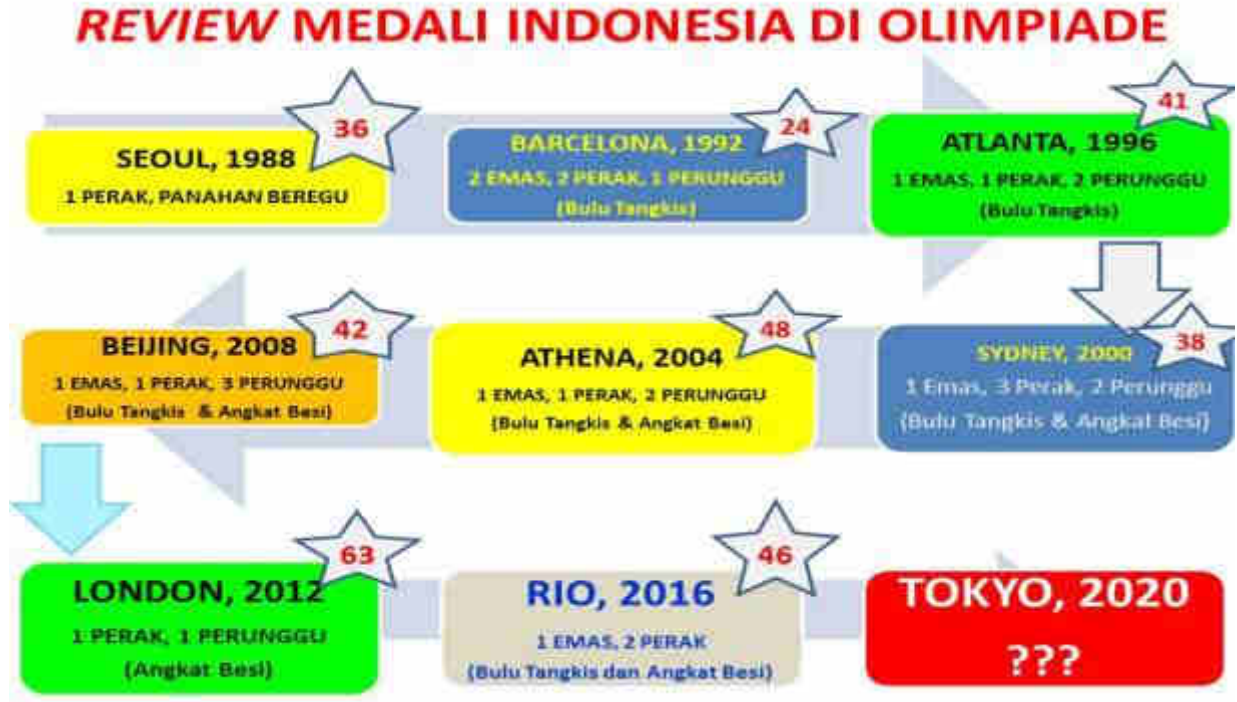 REVIEW MEDALI INDONESIA DI OLIMPIADE
36
SEOUL, 1988
1 PERAK, PANAHAN BEREGU
24
BARCELONA, 1992
2 EMAS, 2 PERAK, 1 PERUNGGU
(Bulu Tangkis)
41
ATLANTA, 1996
1 EMAS, 1 PERAK, 2 PERUNGGU
(Bulu Tangkis)
38
SYDNEY, 2000
1 Emas, 3 Perak, 2 Perunggu
(Bulu Tangkis & Angkat Besi)
48
ATHENA, 2004
1 EMAS, 1 PERAK, 2 PERUNGGU
(Bulu Tangkis & Angkat Besi)
42
BEIJING, 2008
1 EMAS, 1 PERAK, 3 PERUNGGU
(Bulu Tangkis & Angkat Besi)
63
LONDON, 2012
1 PERAK, 1 PERUNGGU
(Angkat Besi)
46
RIO, 2016
1 EMAS, 2 PERAK
(Bulu Tangkis dan Angkat Besi)
TOKYO, 2020
???